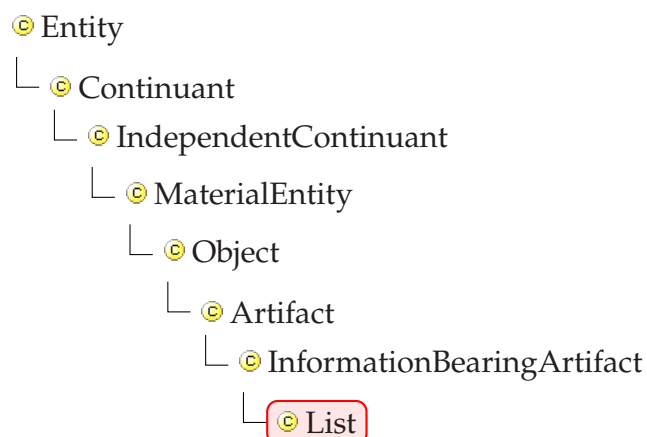 Entity
Continuant
IndependentContinuant
MaterialEntity
Object
Artifact
InformationBearingArtifact
List